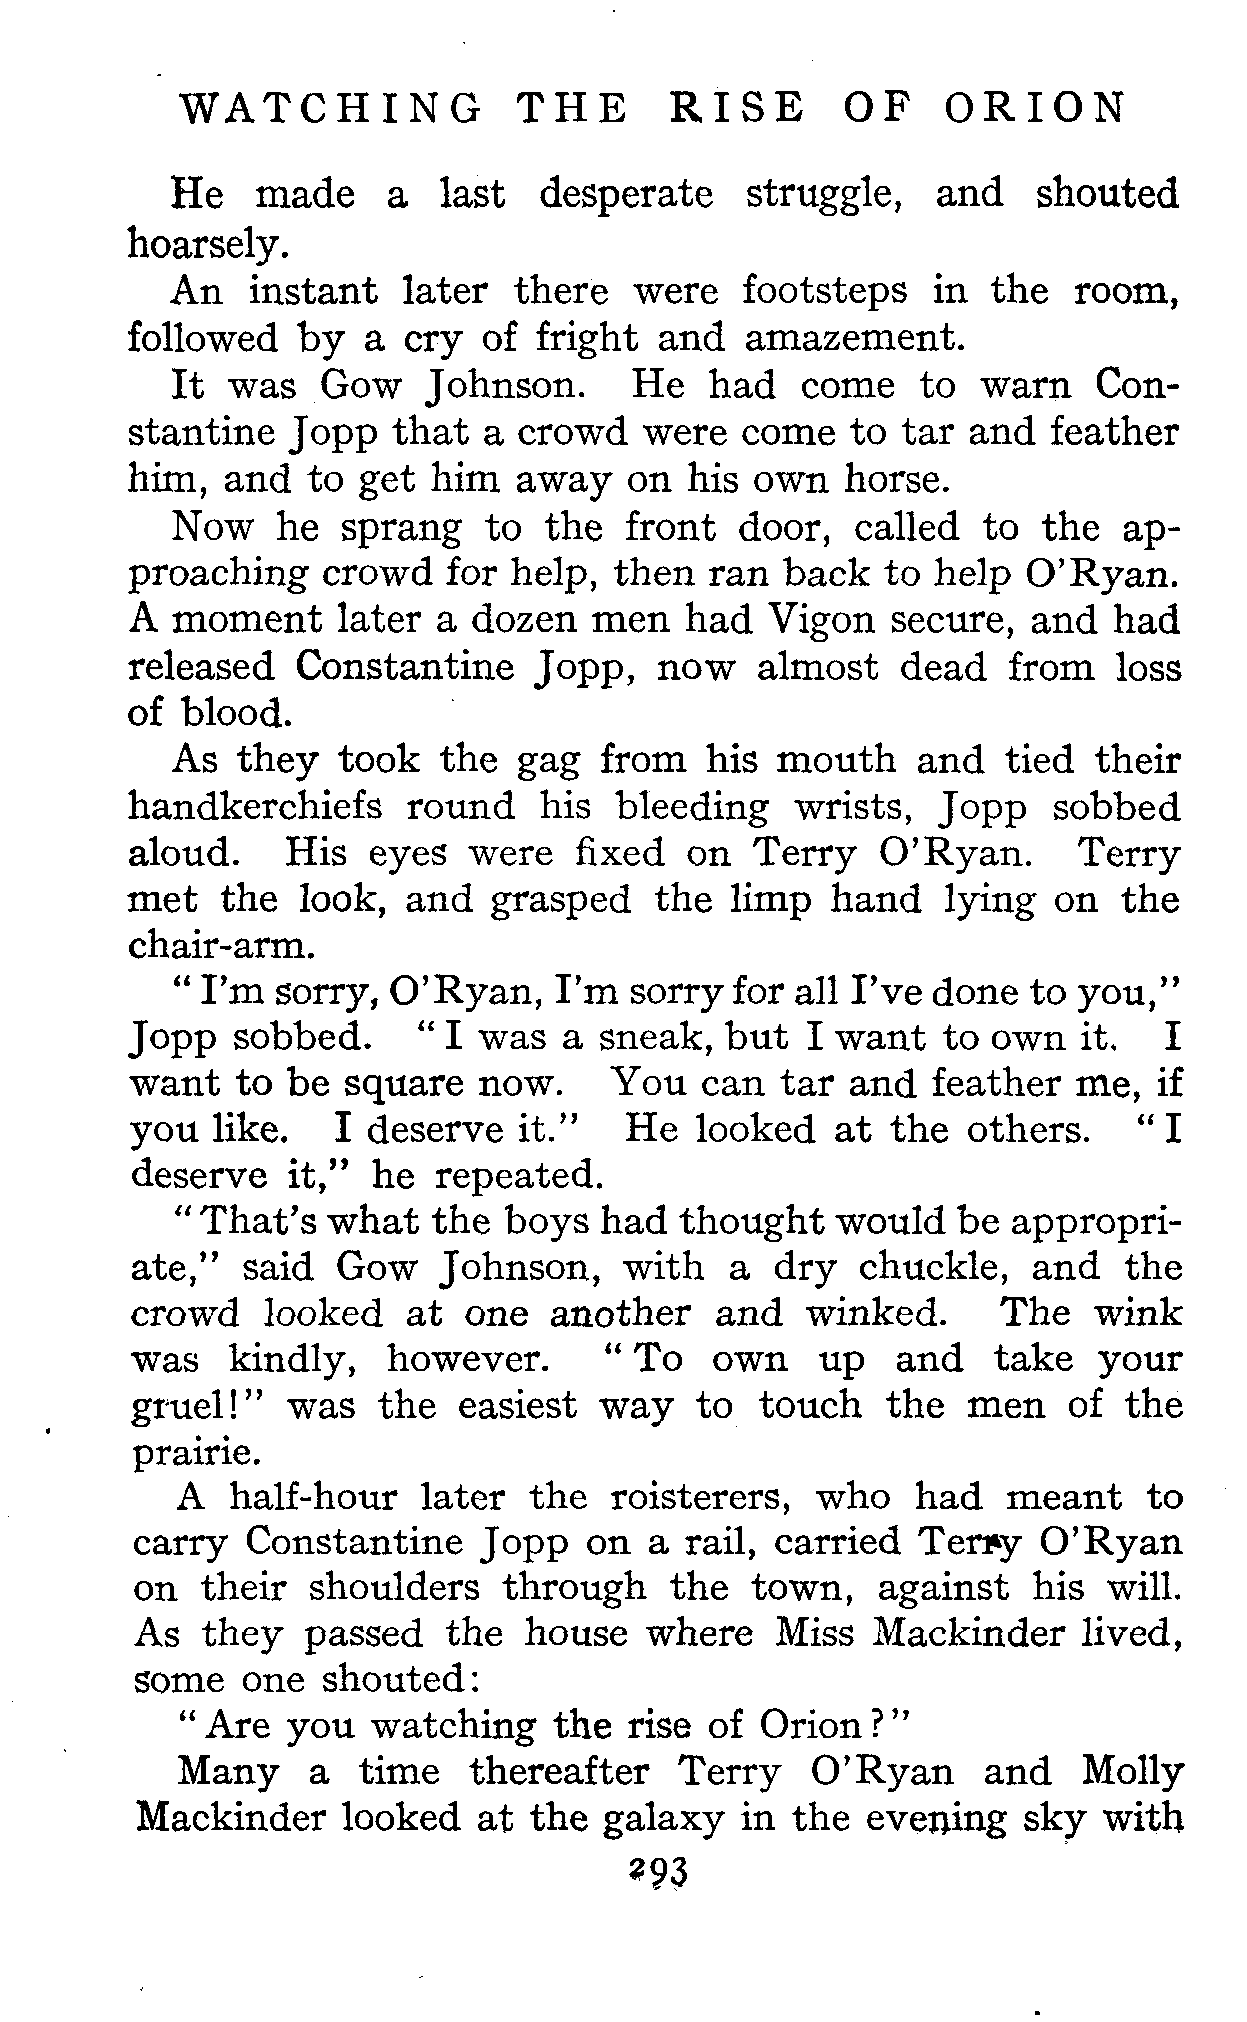 WATCHING THE RISE OF ORION
He made a last desperate struggle, and shouted
hoarsely.
An instant later there were footsteps in the room,
followed by a cry of fright and amazement.
It was Gow Johnson. He had come to warn Con-
stantine Jopp that a crowd were come to tar and feather
him, and to get him away on his own horse.
Now he sprang to the front door, called to the ap-
proaching crowd for help, then ran back to help O'Ryan.
A moment later a dozen men had Vigon secure, and had
released Constantine Jopp, now almost dead from loss
of blood.
As they took the gag from his mouth and tied their
handkerchiefs round his bleeding wrists, Jopp sobbed
aloud. His eyes were fixed on Terry O'Ryan. Terry
met the look, and grasped the limp hand lying on the
chair-arm.
"I'm sorry, O'Ryan, I'm sorry for all I've done to you,"
Jopp sobbed. "I was a sneak, but I want to own it. I
want to be square now. You can tar and feather me, if
you like. I deserve it." He looked at the others. "I
deserve it," he repeated.
"That's what the boys had thought would be appropri-
ate," said Gow Johnson, with a dry chuckle, and the
crowd looked at one another and winked. The wink
was kindly, however. "To own up and take your
gruel!" was the easiest way to touch the men of the
prairie.
A half-hour later the roisterers, who had meant to
carry Constantine Jopp on a rail, carried Terry O'Ryan
on their shoulders through the town, against his will.
As they passed the house where Miss Mackinder lived,
some one shouted:
"Are you watching the rise of Orion?"
Many a time thereafter Terry O'Ryan and Molly
Mackinder looked at the galaxy in the evening sky with
293